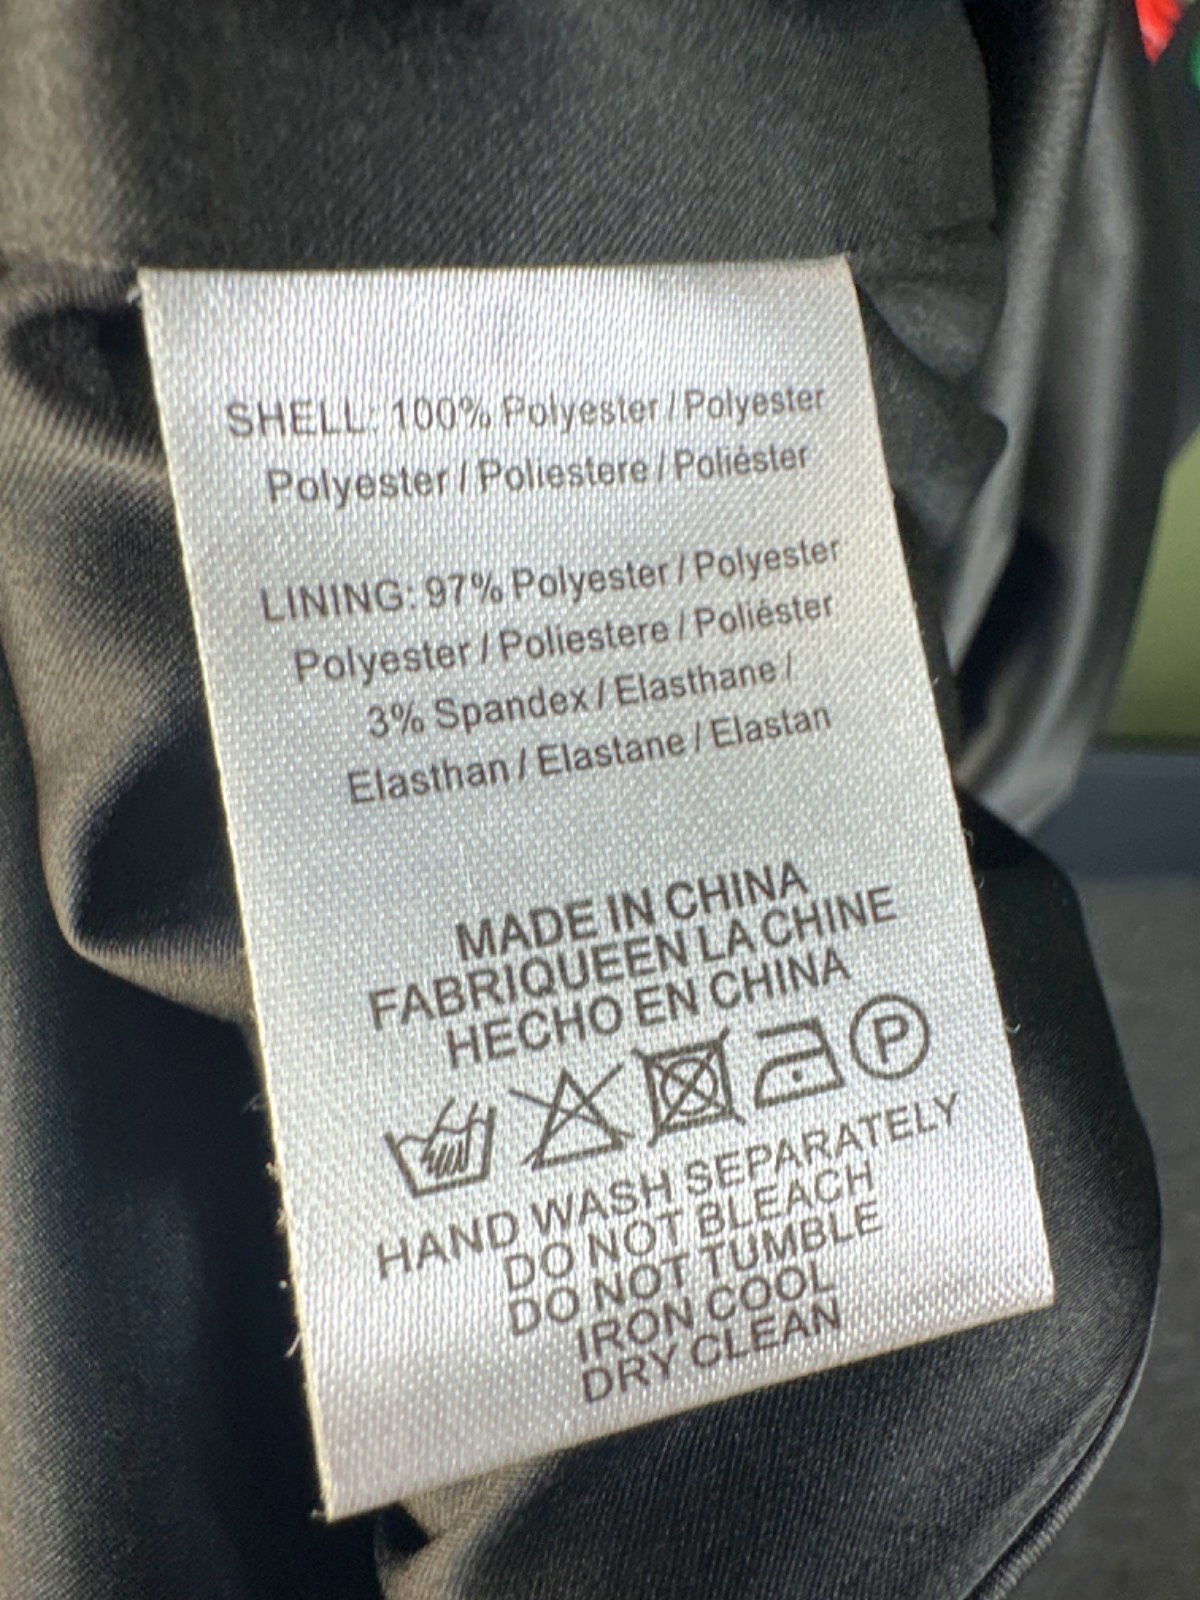 SHELL: 100% Polyester / Polyester
Polyester / Poliestere / Poliéster
LINING: 97% Polyester / Polyester
Polyester / Poliestere / Poliéster
3% Spandex / Elasthane /
Elasthan / Elastane / Elastan
MADE IN CHINA
FABRIQUEEN LA CHINE
HECHO EN CHINA
P
HAND WASH SEPARATELY
DO NOT BLEACH
DO NOT TUMBLE
IRON COOL
DRY CLEAN